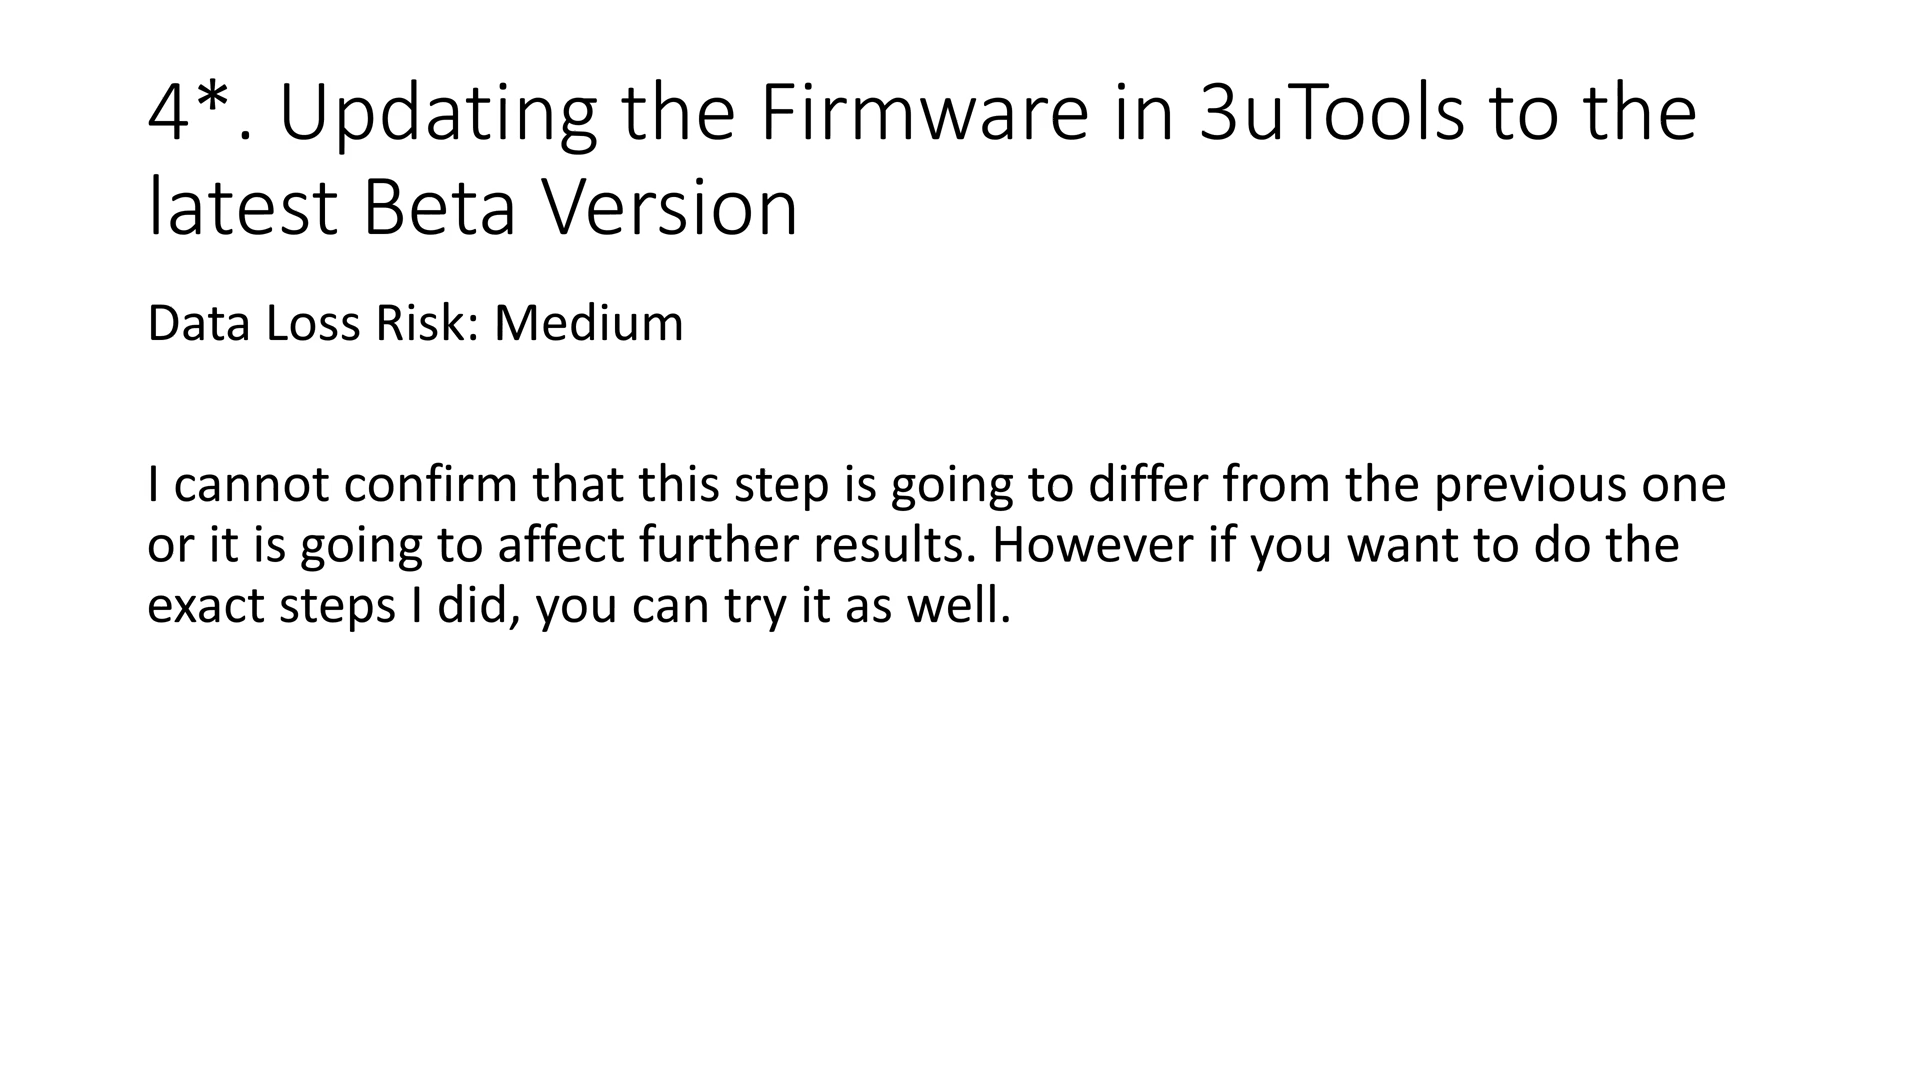 4*. Updating the Firmware in 3uTools to the
latest Beta Version
Data Loss Risk: Medium
I cannot confirm that this step is going to differ from the previous one
or it is going to affect further results. However if you want to do the
exact steps I did, you can try it as well.